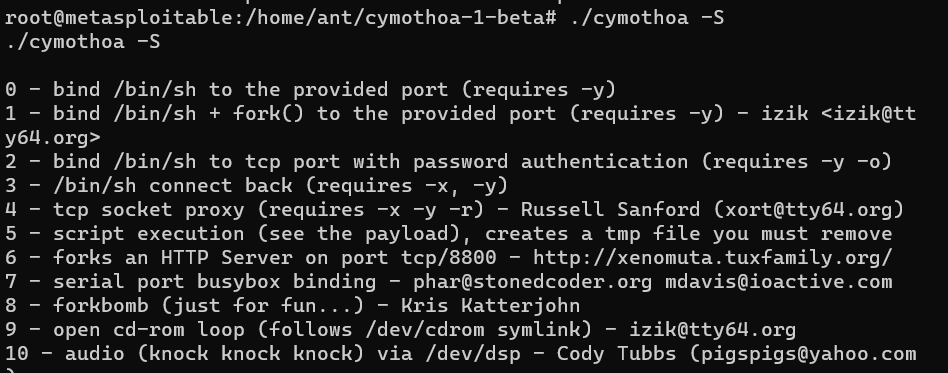 root@metasploitable:/home/ant/cymothoa-1-beta# ./cymothoa -S
./cymothoa -S
0 - bind /bin/sh to the provided port (requires -y)
1 - bind /bin/sh + fork() to the provided port (requires -y) - izik <izik@tt
y64.org>
2 - bind /bin/sh to tcp port with password authentication (requires -y -o)
3 - /bin/sh connect back (requires -x, -y)
4 - tcp socket proxy (requires -x -y -r) - Russell Sanford (xort@tty64.org)
5 - script execution (see the payload), creates a tmp file you must remove
6 - forks an HTTP Server on port tcp/8800 - http://xenomuta.tuxfamily.org/
7 - serial port busybox binding - phar@stonedcoder.org mdavis@ioactive.com
8 - forkbomb (just for fun...) - Kris Katterjohn
9 - open cd-rom loop (follows /dev/cdrom symlink) - izik@tty64.org
10 - audio (knock knock knock) via /dev/dsp - Cody Tubbs (pigspigs@yahoo.com
)